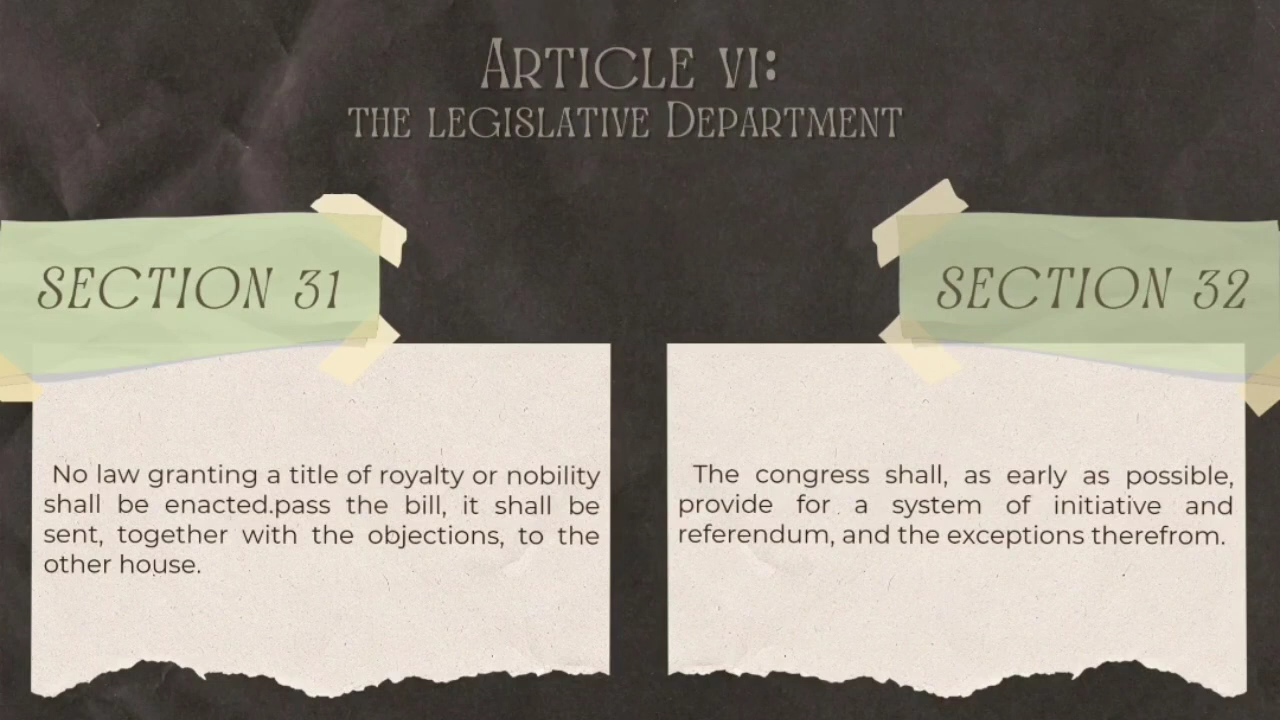 Article VI:
the legislative Department
SECTION 31
No law granting a title of royalty or nobility
shall be enacted.pass the bill, it shall be
sent, together with the objections, to the
other house.
SECTION 32
The congress shall, as early as possible,
provide for a system of initiative and
referendum, and the exceptions therefrom.